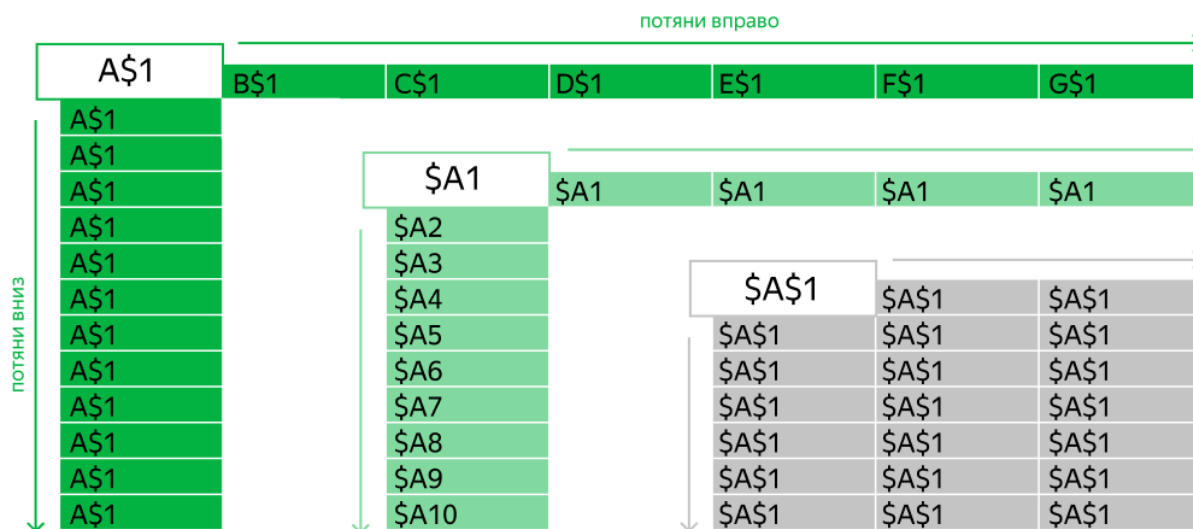 потяни вправо
A$1
B$1 C$1 D$1 E$1 F$1 G$1
A$1
A$1
$A1
A$1 $A1 $A1 $A1 $A1
A$1 $A2
A$1 $A3
$A$1
A$1 $A4 $A$1 $A$1
A$1 $A5 $A$1 $A$1 $A$1
A$1 $A6 $A$1 $A$1 $A$1
A$1 $A7 $A$1 $A$1 $A$1
A$1 $A8 $A$1 $A$1 $A$1
A$1 $A9 $A$1 $A$1 $A$1
A$1 $A10 $A$1 $A$1 $A$1
потяни вниз